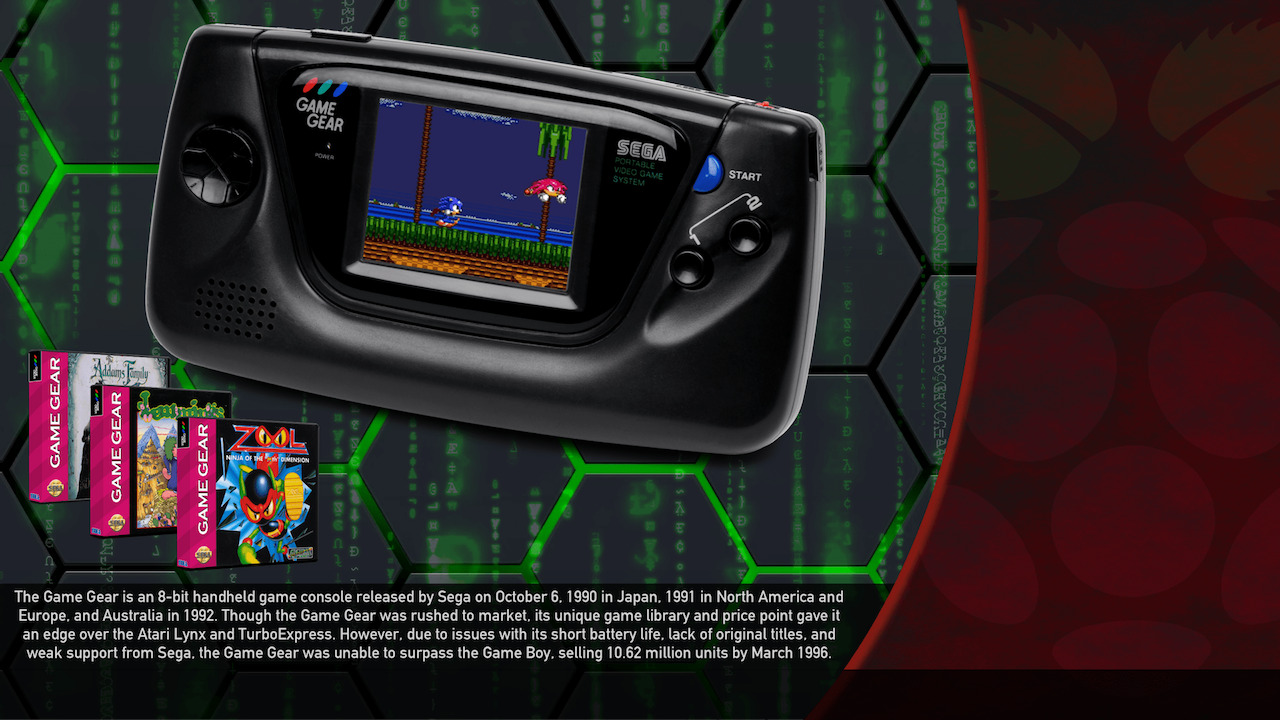 GAME
GEAR
POWER
SEGA
PORTABLE
VIDEO GAME
SYSTEM
START
2
1
GAME GEAR
Addams Family
SEGA
GAME GEAR
Lemmings
SEGA
GAME GEAR
ZOOL
NINJA OF THE
DIMENSION
SEGA
The Game Gear is an 8-bit handheld game console released by Sega on October 6, 1990 in Japan, 1991 in North America and
Europe, and Australia in 1992. Though the Game Gear was rushed to market, its unique game library and price point gave it
an edge over the Atari Lynx and TurboExpress. However, due to issues with its short battery life, lack of original titles, and
weak support from Sega, the Game Gear was unable to surpass the Game Boy, selling 10.62 million units by March 1996.